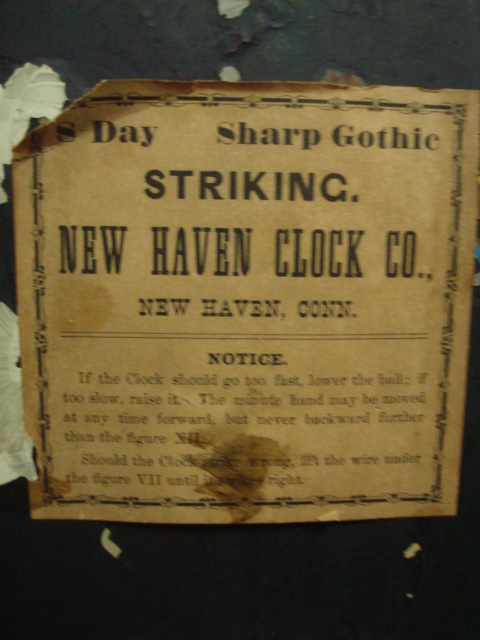 8 Day Sharp Gothic
STRIKING.
NEW HAVEN CLOCK CO.,
NEW HAVEN, CONN.
NOTICE.
If the Clock should go too fast, lower the ball; if
too slow, raise it. The minute hand may be moved
at any time forward, but never backward further
than the figure XII.
Should the Clock strike wrong, lift the wire under
the figure VII until it strikes right.